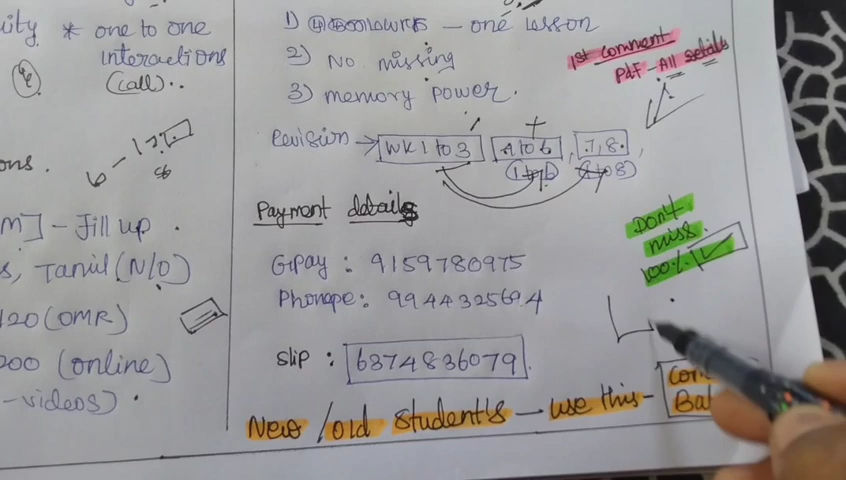 uity * one to one
interactions
(call)..
ons.
M] - Fill up.
s, Tamil (N/O)
120 (OMR)
200 (online)
-videos).
— one lesson
2) No missing
3) memory power.
Revision → WK 1 to 3, 4 to 6, 7, 8.,
1st comment
Pdf - All details
Payment details
Gpay : 9159780975
Phonepe: 9944325694
slip : 6374836079
Don't
miss
100%
New / old students — use this -
Bat